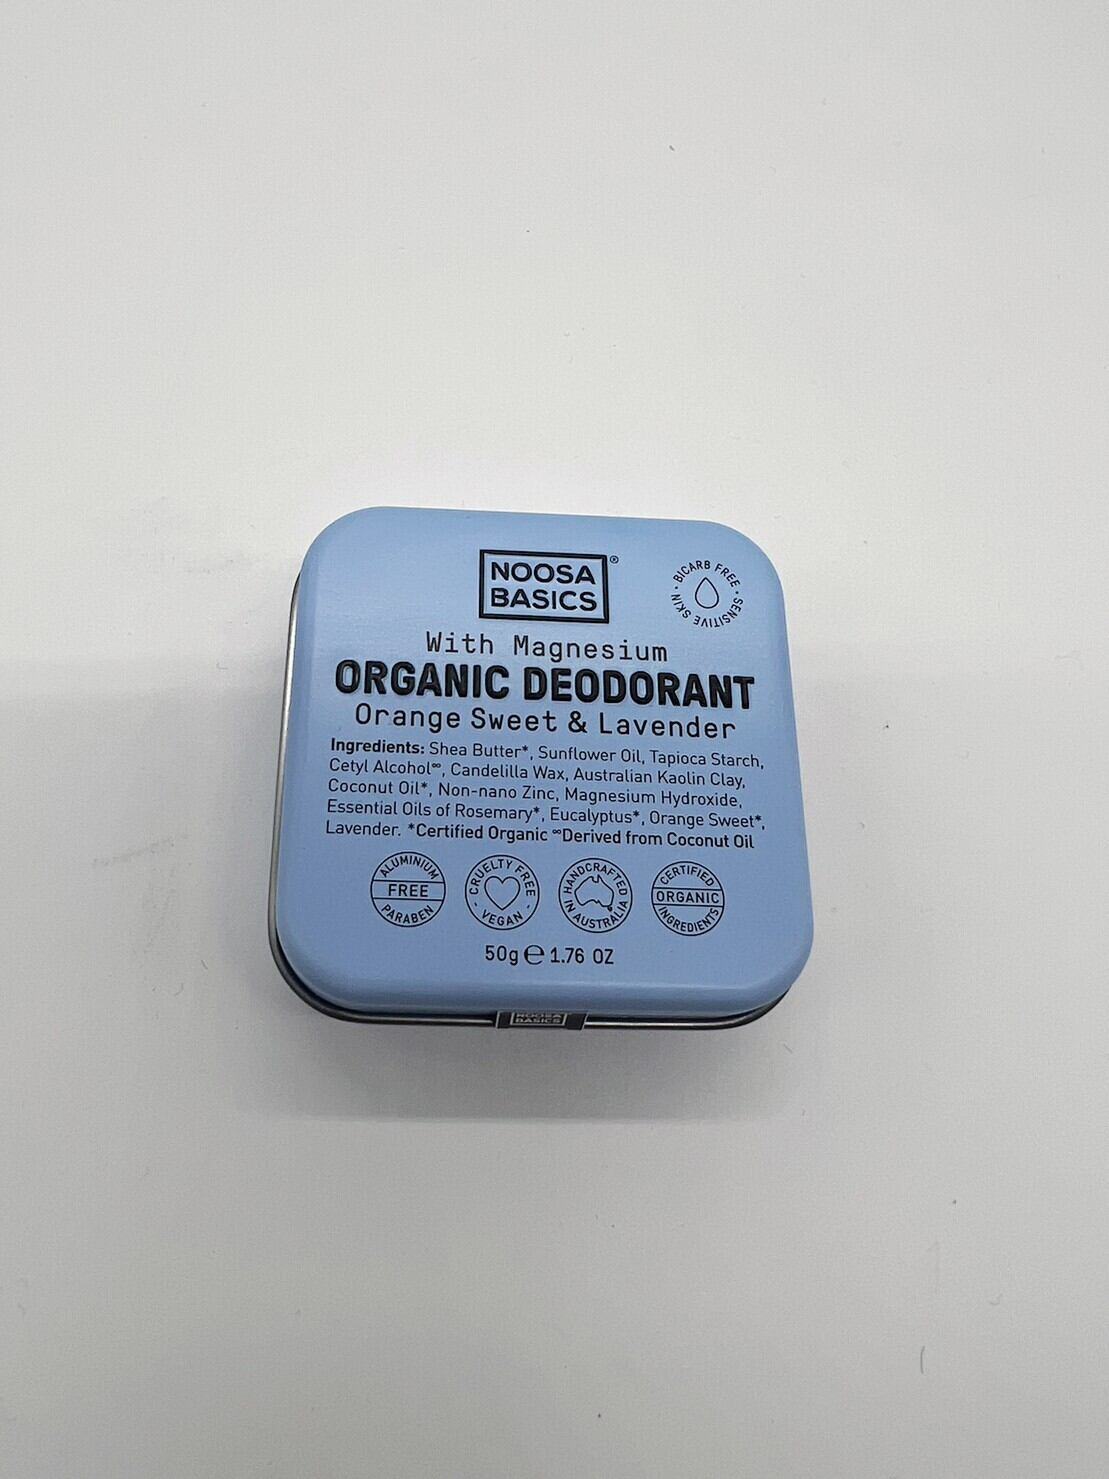 NOOSA
BASICS®
BICARB FREE • SENSITIVE SKIN •
With Magnesium
ORGANIC DEODORANT
Orange Sweet & Lavender
Ingredients: Shea Butter*, Sunflower Oil, Tapioca Starch,
Cetyl Alcohol∞, Candelilla Wax, Australian Kaolin Clay,
Coconut Oil*, Non-nano Zinc, Magnesium Hydroxide,
Essential Oils of Rosemary*, Eucalyptus*, Orange Sweet*,
Lavender. *Certified Organic ∞Derived from Coconut Oil
ALUMINIUM
FREE
PARABEN
CRUELTY FREE
- VEGAN -
HANDCRAFTED
IN AUSTRALIA
CERTIFIED
ORGANIC
INGREDIENTS
50g ℮ 1.76 OZ
NOOSA
BASICS